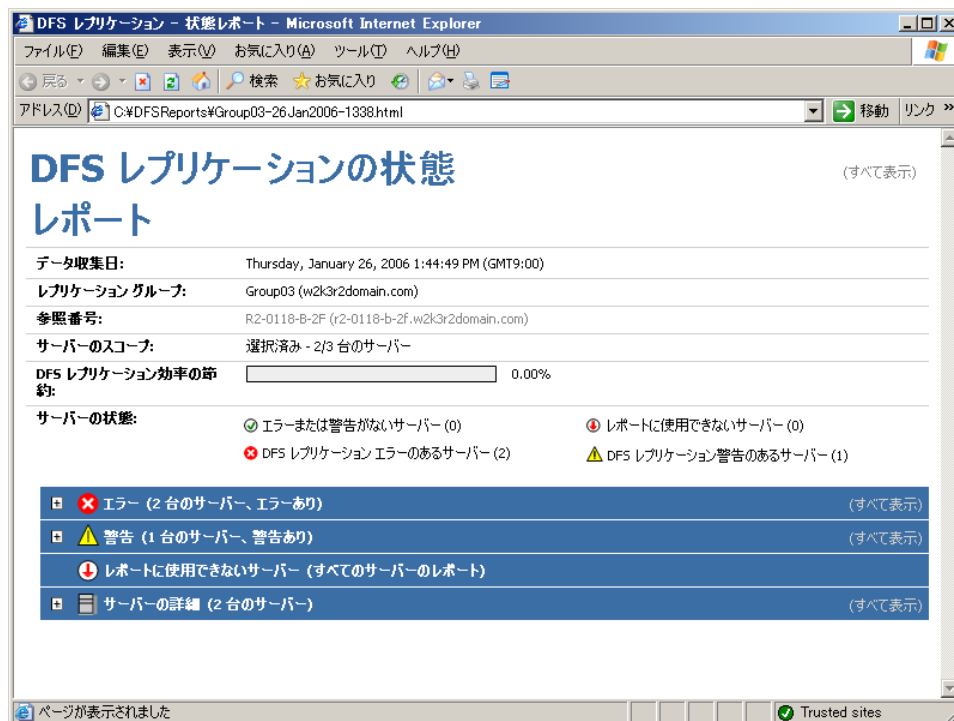 DFS レプリケーション - 状態レポート - Microsoft Internet Explorer
ファイル(F) 編集(E) 表示(V) お気に入り(A) ツール(T) ヘルプ(H)
戻る 検索 お気に入り
アドレス(D) C:¥DFSReports¥Group03-26Jan2006-1338.html 移動 リンク »
DFS レプリケーションの状態
レポート
(すべて表示)
データ収集日: Thursday, January 26, 2006 1:44:49 PM (GMT9:00)
レプリケーション グループ: Group03 (w2k3r2domain.com)
参照番号: R2-0118-B-2F (r2-0118-b-2f.w2k3r2domain.com)
サーバーのスコープ: 選択済み - 2/3 台のサーバー
DFS レプリケーション効率の節
約: 0.00%
サーバーの状態:
エラーまたは警告がないサーバー (0) レポートに使用できないサーバー (0)
DFS レプリケーション エラーのあるサーバー (2) DFS レプリケーション警告のあるサーバー (1)
エラー (2 台のサーバー、エラーあり) (すべて表示)
警告 (1 台のサーバー、警告あり) (すべて表示)
レポートに使用できないサーバー (すべてのサーバーのレポート)
サーバーの詳細 (2 台のサーバー) (すべて表示)
ページが表示されました Trusted sites